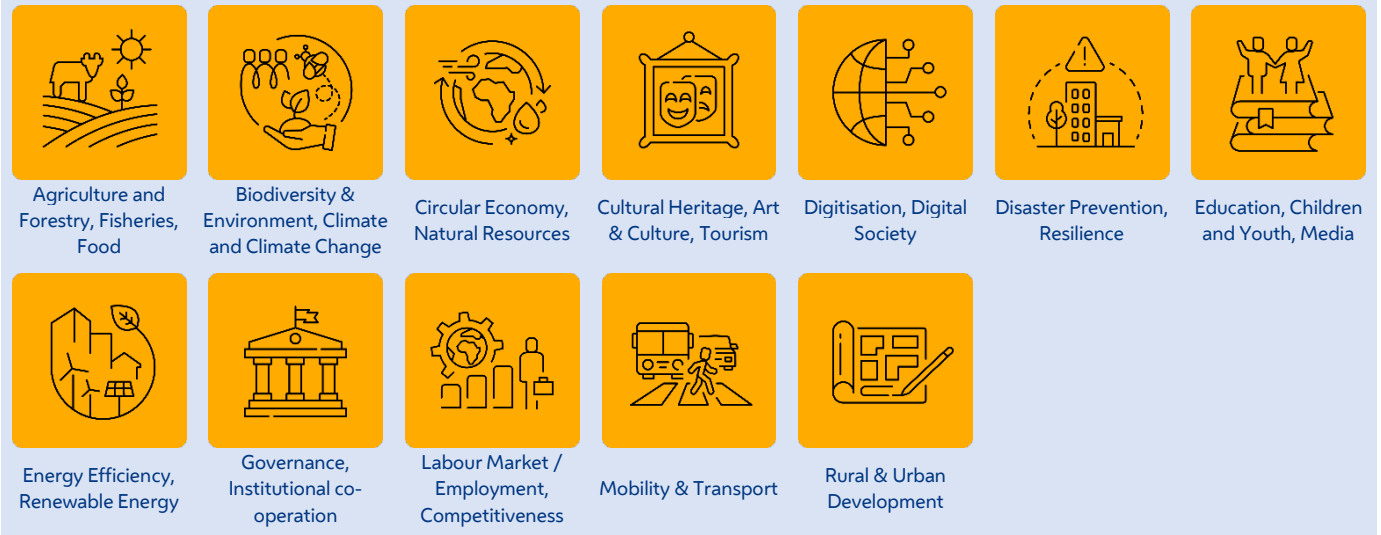 Agriculture and
Forestry, Fisheries,
Food
Biodiversity &
Environment, Climate
and Climate Change
Circular Economy,
Natural Resources
Cultural Heritage, Art
& Culture, Tourism
Digitisation, Digital
Society
Disaster Prevention,
Resilience
Education, Children
and Youth, Media
Energy Efficiency,
Renewable Energy
Governance,
Institutional co-
operation
Labour Market /
Employment,
Competitiveness
Mobility & Transport
Rural & Urban
Development